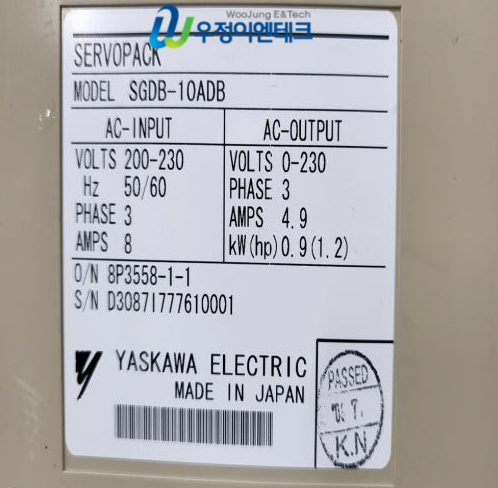 WooJung E&Tech
우정이엔테크
SERVOPACK
MODEL SGDB-10ADB
AC-INPUT
VOLTS 200-230
Hz 50/60
PHASE 3
AMPS 8
AC-OUTPUT
VOLTS 0-230
PHASE 3
AMPS 4.9
kW(hp) 0.9(1.2)
O/N 8P3558-1-1
S/N D3087I777610001
YASKAWA ELECTRIC
MADE IN JAPAN
PASSED
K.N